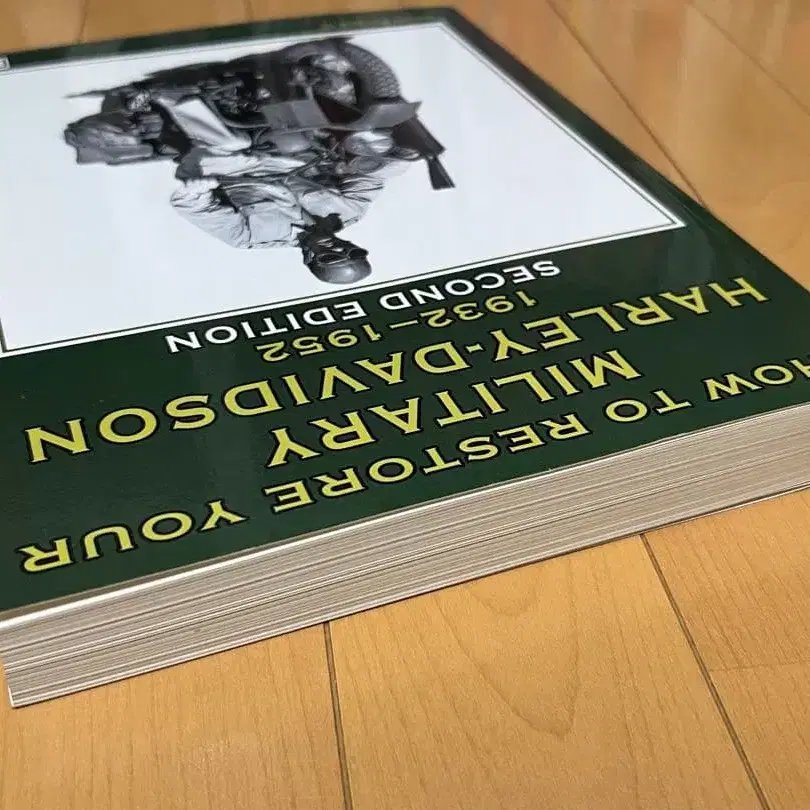 HOW TO RESTORE YOUR
MILITARY
HARLEY-DAVIDSON
1932–1952
SECOND EDITION